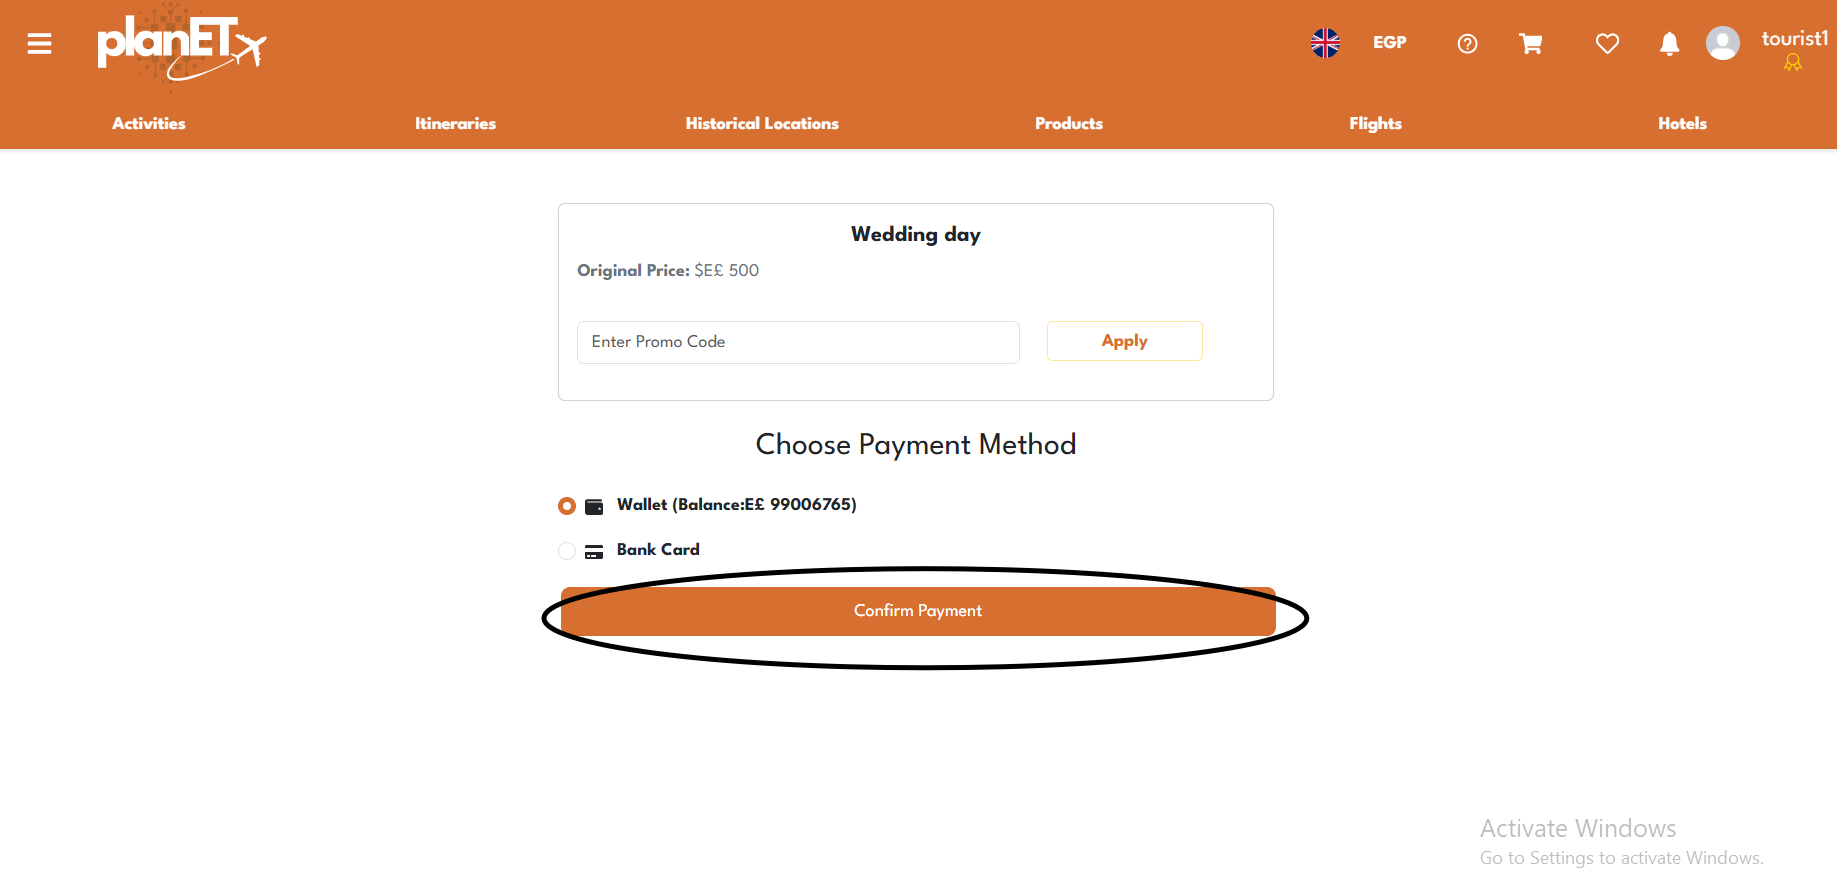 planET
EGP
tourist1
Activities
Itineraries
Historical Locations
Products
Flights
Hotels
Wedding day
Original Price: $E£ 500
Enter Promo Code
Apply
Choose Payment Method
Wallet (Balance:E£ 99006765)
Bank Card
Confirm Payment
Activate Windows
Go to Settings to activate Windows.